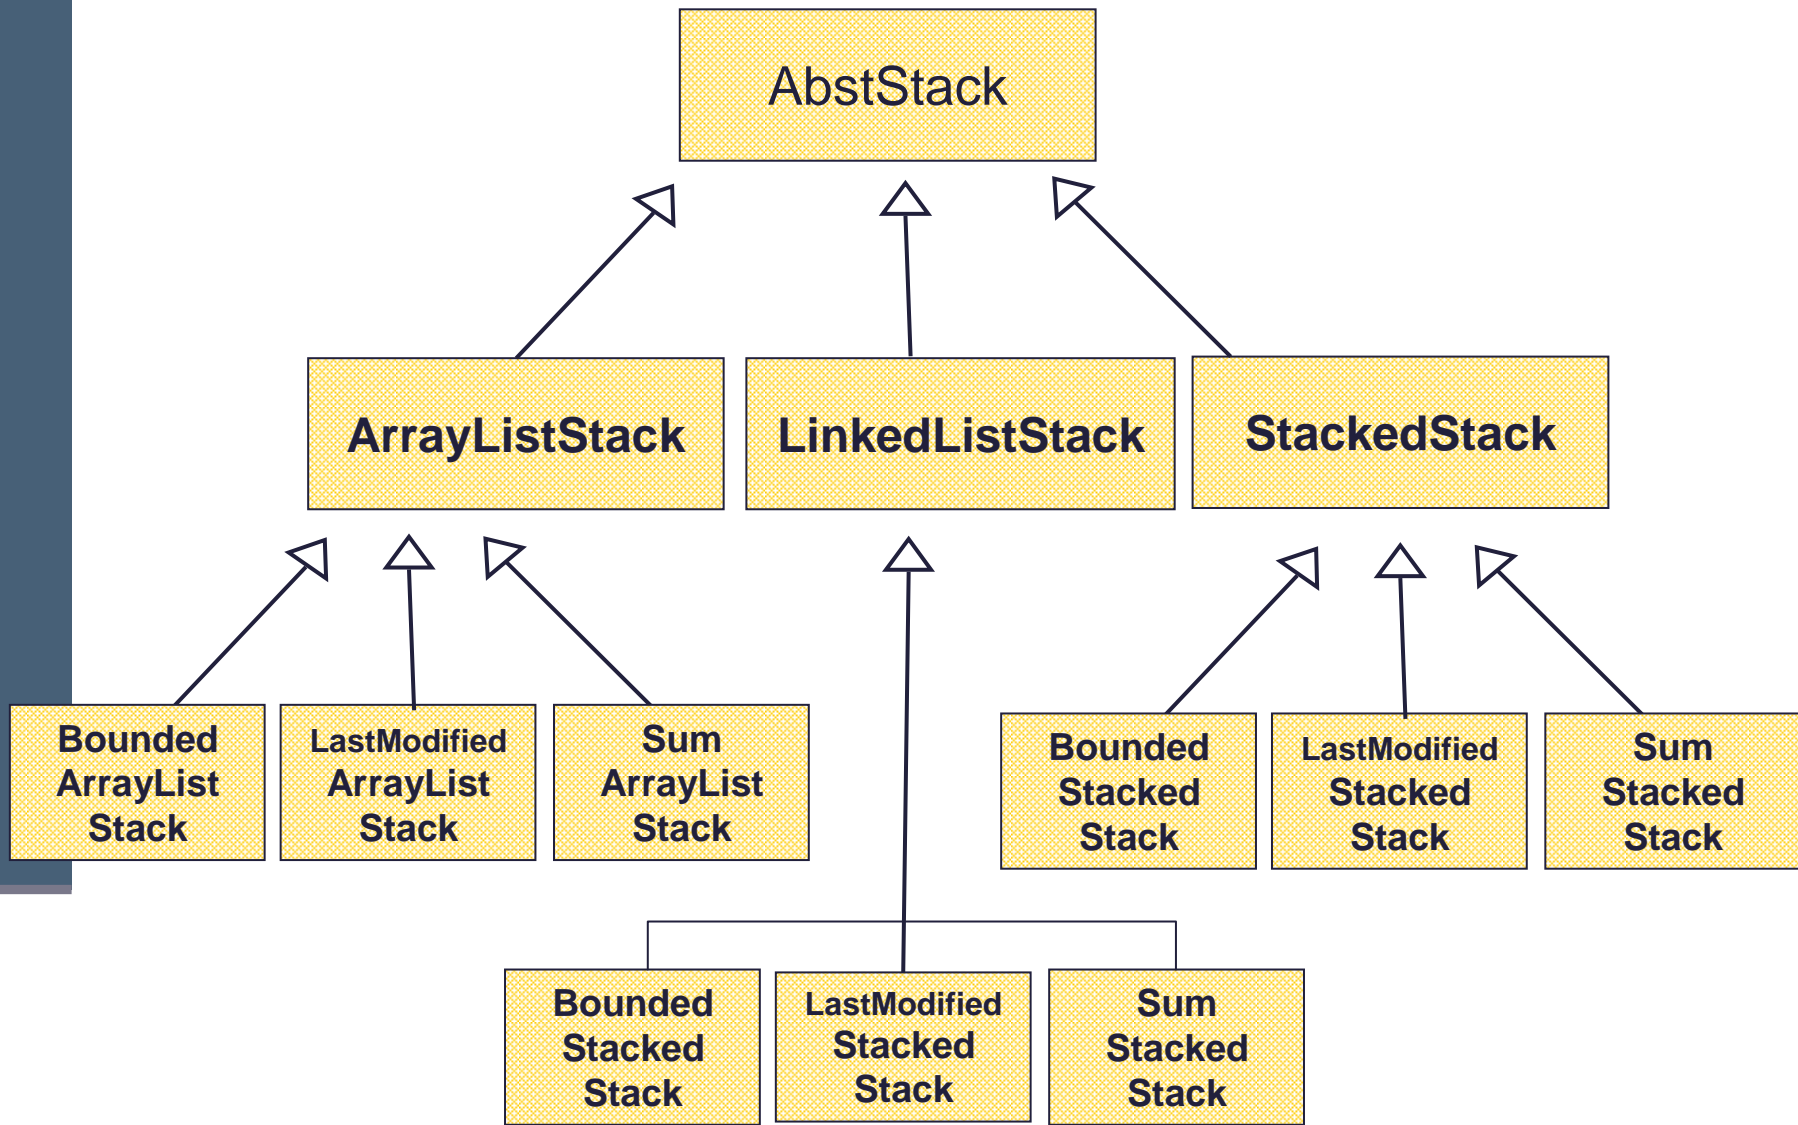 AbstStack
ArrayListStack
LinkedListStack
StackedStack
Bounded
ArrayList
Stack
LastModified
ArrayList
Stack
Sum
ArrayList
Stack
Bounded
Stacked
Stack
LastModified
Stacked
Stack
Sum
Stacked
Stack
Bounded
Stacked
Stack
LastModified
Stacked
Stack
Sum
Stacked
Stack